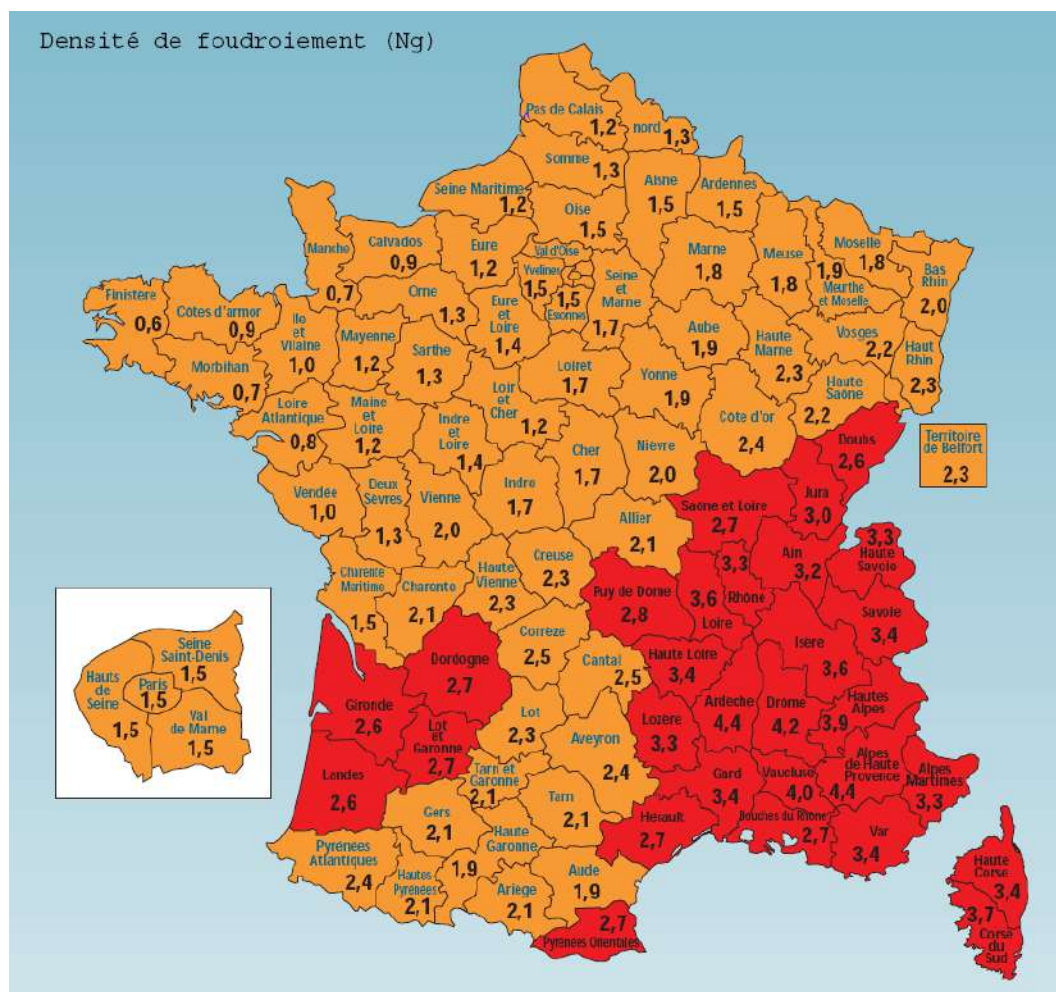 Densité de foudroiement (Ng)
Pas de Calais
1,2
nord
1,3
Somme
1,3
Seine Maritime
1,2
Aisne
1,5
Ardennes
1,5
Oise
1,5
Manche
0,7
Calvados
0,9
Eure
1,2
Val d'Oise
Yvelines
1,5
1,5
Essonnes
Seine
et
Marne
1,7
Marne
1,8
Meuse
1,8
Moselle
1,8
1,9
Meurthe
et Moselle
Bas
Rhin
2,0
Finistère
0,6
Côtes d'armor
0,9
Ile
et
Vilaine
1,0
Orne
1,3
Eure
et
Loire
1,4
Mayenne
1,2
Sarthe
1,3
Aube
1,9
Haute
Marne
2,3
Vosges
2,2
Haut
Rhin
2,3
Morbihan
0,7
Loiret
1,7
Yonne
1,9
Loire
Atlantique
0,8
Maine
et
Loire
1,2
Indre
et
Loire
1,4
Loir
et
Cher
1,2
Haute
Saône
2,2
Côte d'or
2,4
Doubs
2,6
Territoire
de Belfort
2,3
Cher
1,7
Nièvre
2,0
Vendée
1,0
Deux
Sèvres
1,3
Vienne
2,0
Indre
1,7
Saône et Loire
2,7
Jura
3,0
Allier
2,1
Creuse
2,3
Haute
Vienne
2,3
Charente
Maritime
1,5
Charente
2,1
Puy de Dome
2,8
3,6
Loire
3,3
Rhône
Ain
3,2
3,3
Haute
Savoie
Savoie
3,4
Isere
3,6
Corrèze
2,5
Cantal
2,5
Haute Loire
3,4
Dordogne
2,7
Gironde
2,6
Lot
et
Garonne
2,7
Lot
2,3
Aveyron
2,4
Lozère
3,3
Ardeche
4,4
Drôme
4,2
Hautes
Alpes
3,9
Landes
2,6
Tarn et
Garonne
2,1
Tarn
2,1
Gard
3,4
Vaucluse
4,0
Alpes
de Haute
Provence
4,4
Alpes
Martimes
3,3
Gers
2,1
Haute
Garonne
1,9
Hérault
2,7
Bouches du Rhône
2,7
Var
3,4
Pyrénées
Atlantiques
2,4
Hautes
Pyrénées
2,1
Ariège
2,1
Aude
1,9
2,7
Pyrénées Orientales
Haute
Corse
3,4
3,7
Corse
du
Sud
Seine
Saint-Denis
1,5
Hauts
de
Seine
1,5
Paris
1,5
Val
de Marne
1,5